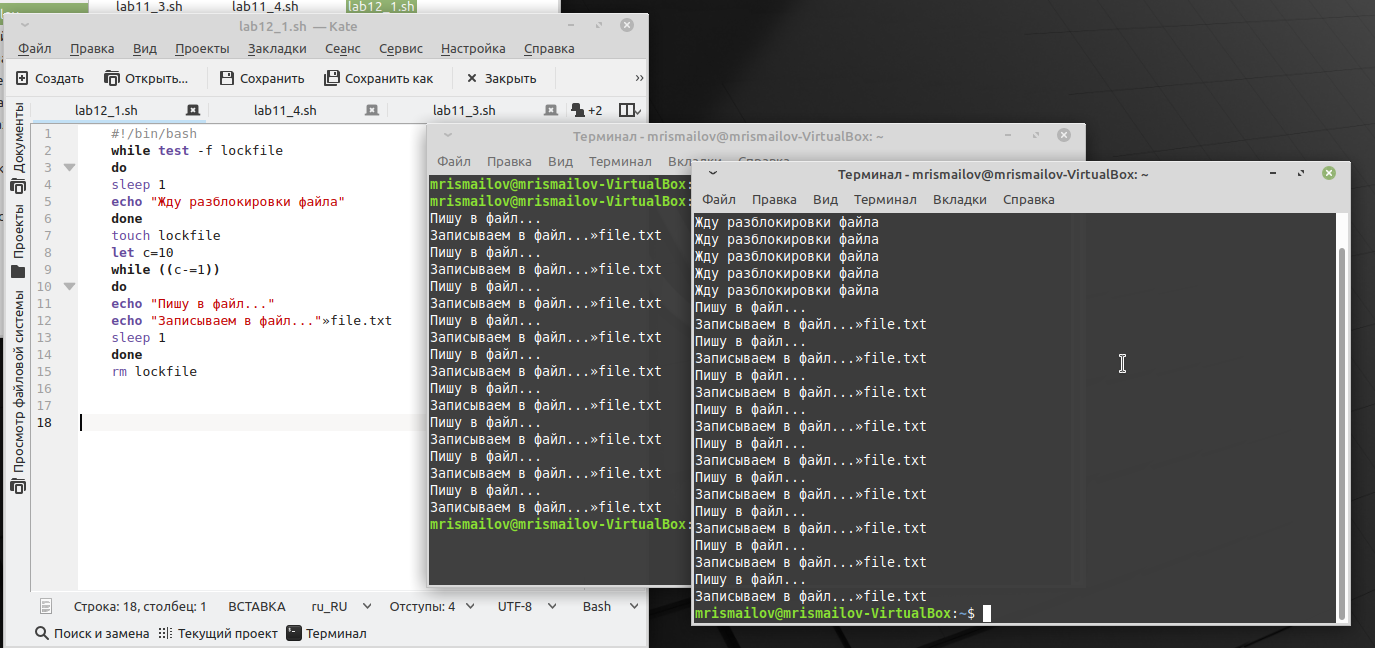 lab11_3.sh lab11_4.sh lab12_1.sh
lab12_1.sh — Kate
Файл Правка Вид Проекты Закладки Сеанс Сервис Настройка Справка
Создать Открыть... Сохранить Сохранить как Закрыть »
lab12_1.sh lab11_4.sh lab11_3.sh +2
Документы
Проекты
Просмотр файловой системы
1 #!/bin/bash
2 while test -f lockfile
3 do
4 sleep 1
5 echo "Жду разблокировки файла"
6 done
7 touch lockfile
8 let c=10
9 while ((c-=1))
10 do
11 echo "Пишу в файл..."
12 echo "Записываем в файл..."»file.txt
13 sleep 1
14 done
15 rm lockfile
16
17
18
Строка: 18, столбец: 1 ВСТАВКА ru_RU Отступы: 4 UTF-8 Bash
Поиск и замена Текущий проект Терминал
Терминал - mrismailov@mrismailov-VirtualBox: ~
Файл Правка Вид Терминал Вкладки Справка
mrismailov@mrismailov-VirtualBox:
mrismailov@mrismailov-VirtualBox:
Пишу в файл...
Записываем в файл...»file.txt
Пишу в файл...
Записываем в файл...»file.txt
Пишу в файл...
Записываем в файл...»file.txt
Пишу в файл...
Записываем в файл...»file.txt
Пишу в файл...
Записываем в файл...»file.txt
Пишу в файл...
Записываем в файл...»file.txt
Пишу в файл...
Записываем в файл...»file.txt
Пишу в файл...
Записываем в файл...»file.txt
Пишу в файл...
Записываем в файл...»file.txt
mrismailov@mrismailov-VirtualBox:
Терминал - mrismailov@mrismailov-VirtualBox: ~
Файл Правка Вид Терминал Вкладки Справка
Жду разблокировки файла
Жду разблокировки файла
Жду разблокировки файла
Жду разблокировки файла
Жду разблокировки файла
Пишу в файл...
Записываем в файл...»file.txt
Пишу в файл...
Записываем в файл...»file.txt
Пишу в файл...
Записываем в файл...»file.txt
Пишу в файл...
Записываем в файл...»file.txt
Пишу в файл...
Записываем в файл...»file.txt
Пишу в файл...
Записываем в файл...»file.txt
Пишу в файл...
Записываем в файл...»file.txt
Пишу в файл...
Записываем в файл...»file.txt
Пишу в файл...
Записываем в файл...»file.txt
mrismailov@mrismailov-VirtualBox:~$